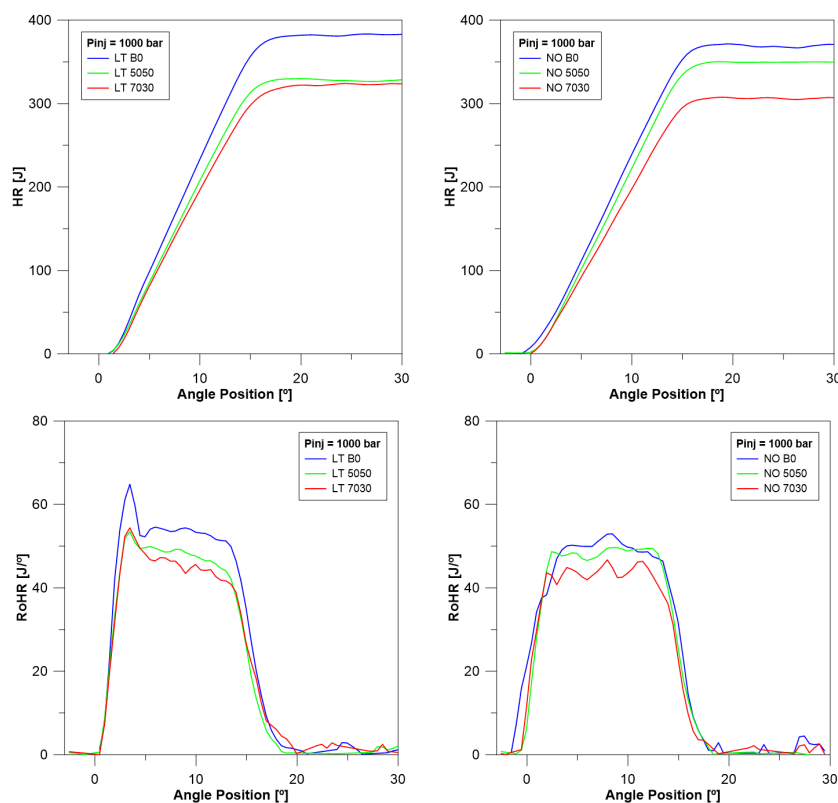 400
300
200
100
0
HR [J]
Pinj = 1000 bar
LT B0
LT 5050
LT 7030
0
10
20
30
Angle Position [º]
400
300
200
100
0
HR [J]
Pinj = 1000 bar
NO B0
NO 5050
NO 7030
0
10
20
30
Angle Position [º]
80
60
40
20
0
RoHR [J/º]
Pinj = 1000 bar
LT B0
LT 5050
LT 7030
0
10
20
30
Angle Position [º]
80
60
40
20
0
RoHR [J/º]
Pinj = 1000 bar
NO B0
NO 5050
NO 7030
0
10
20
30
Angle Position [º]